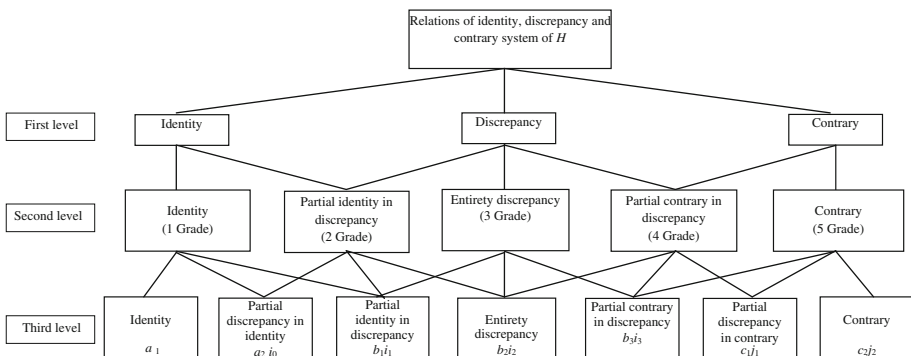 Relations of identity, discrepancy and
contrary system of H
First level
Identity
Discrepancy
Contrary
Second level
Identity
(1 Grade)
Partial identity in
discrepancy
(2 Grade)
Entirety discrepancy
(3 Grade)
Partial contrary in
discrepancy
(4 Grade)
Contrary
(5 Grade)
Third level
Identity
a₁
Partial
discrepancy in
identity
a₂ i₀
Partial
identity in
discrepancy
b₁i₁
Entirety
discrepancy
b₂i₂
Partial contrary
in discrepancy
b₃i₃
Partial
discrepancy
in contrary
c₁j₁
Contrary
c₂j₂